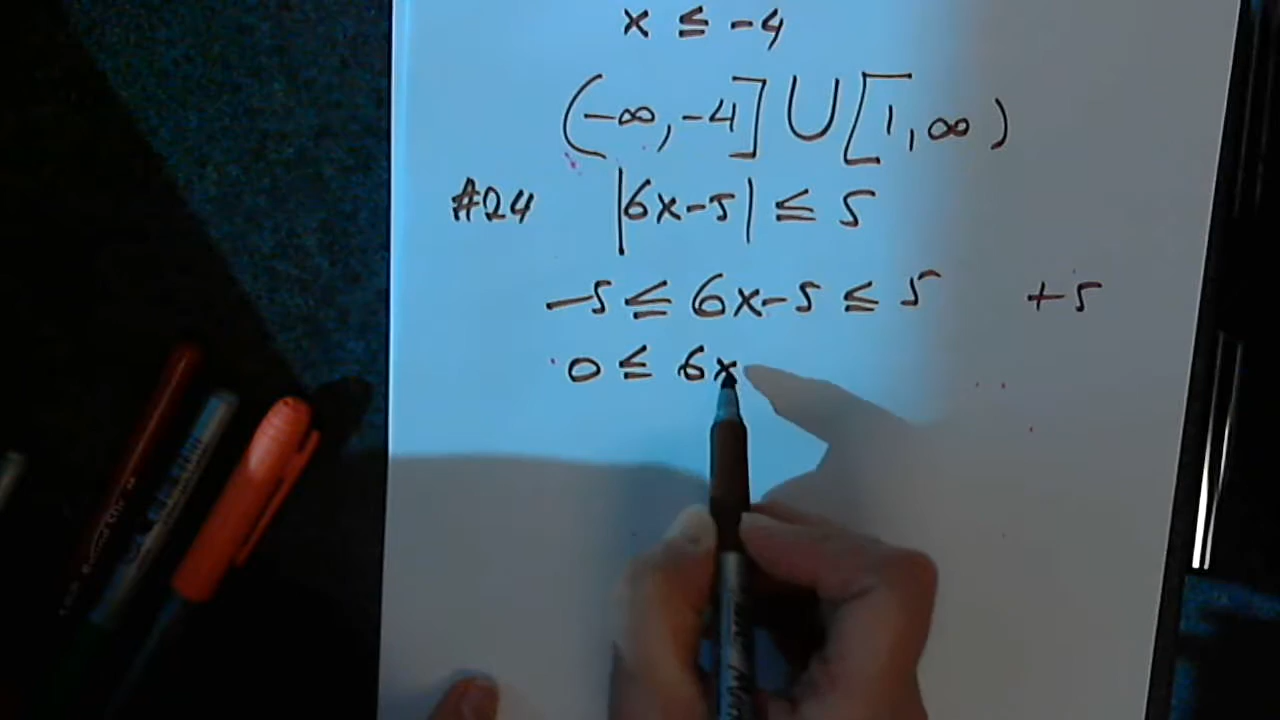 x ≤ -4
(-∞, -4] ∪ [1, ∞)
#24 |6x-5| ≤ 5
-5 ≤ 6x-5 ≤ 5 +5
0 ≤ 6x